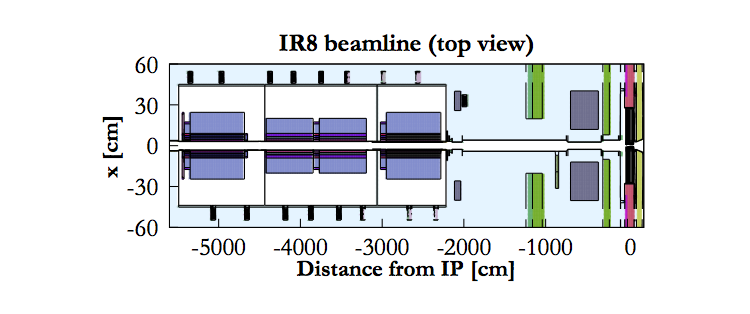 IR8 beamline (top view)
60
30
0
-30
-60
x [cm]
-5000 -4000 -3000 -2000 -1000 0
Distance from IP [cm]